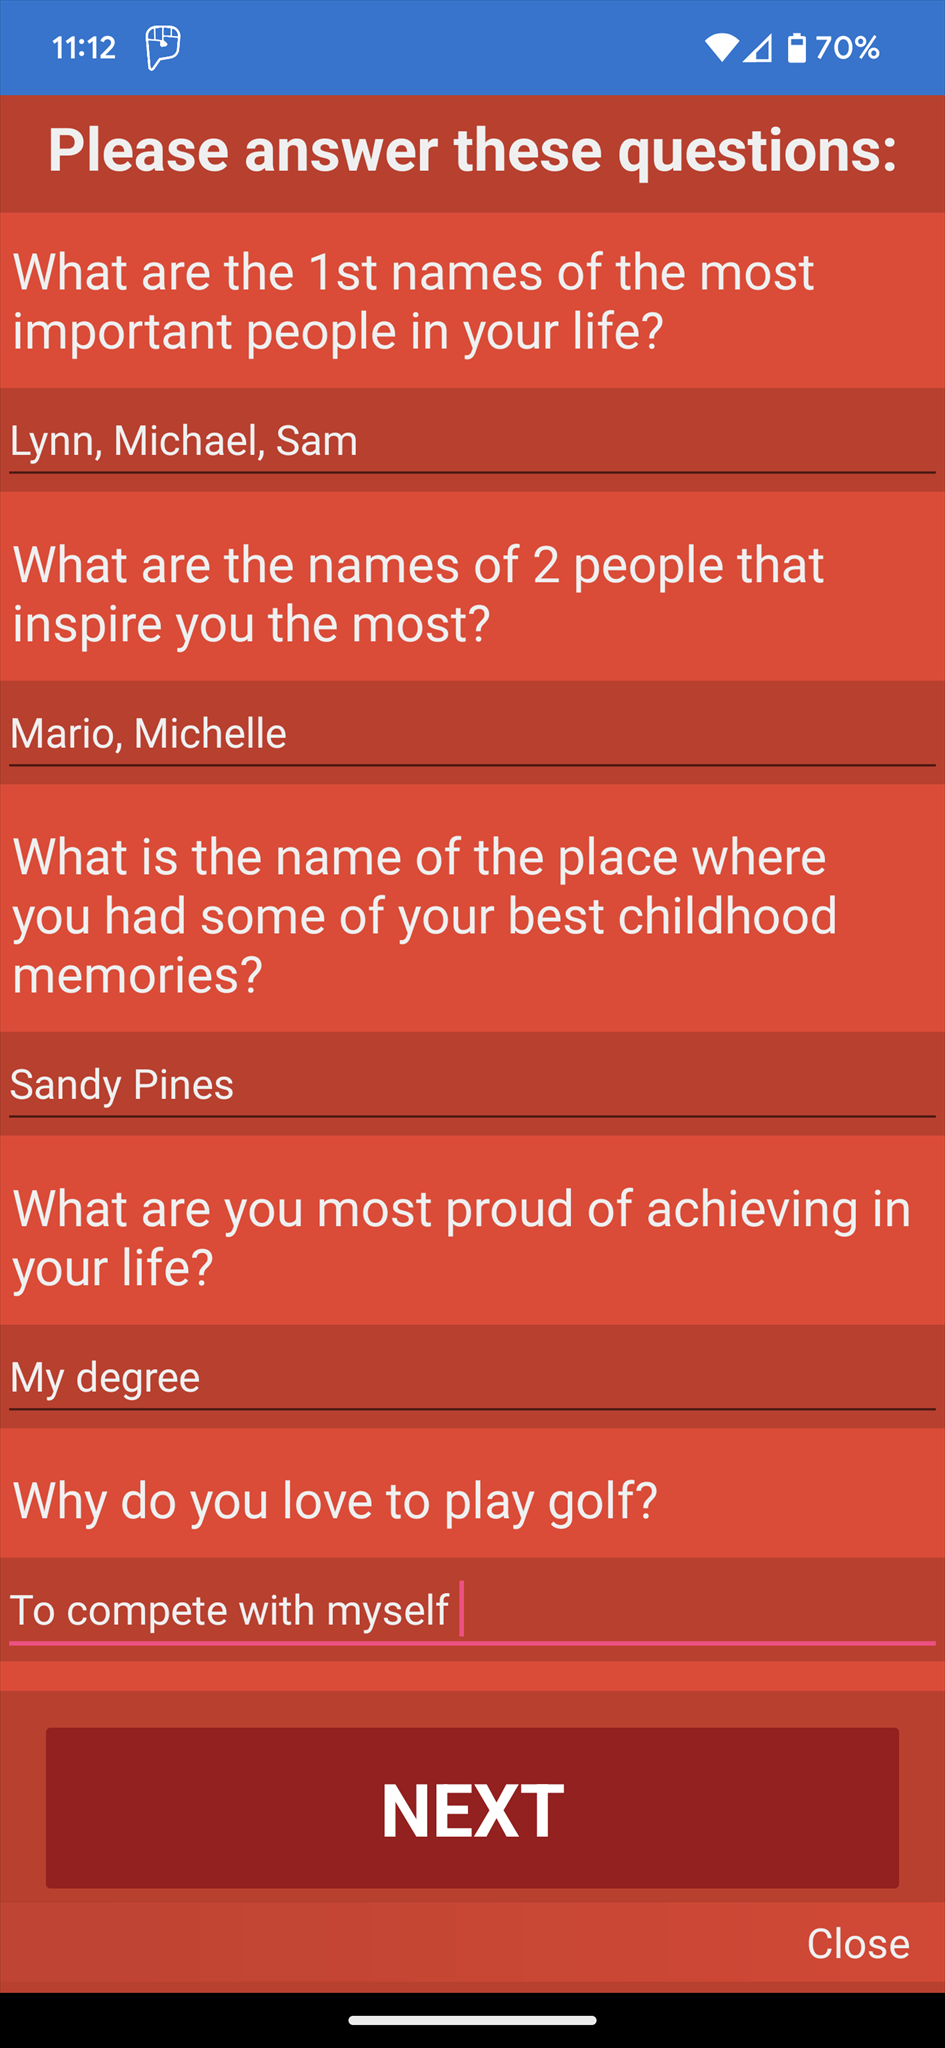 11:12
70%
Please answer these questions:
What are the 1st names of the most
important people in your life?
Lynn, Michael, Sam
What are the names of 2 people that
inspire you the most?
Mario, Michelle
What is the name of the place where
you had some of your best childhood
memories?
Sandy Pines
What are you most proud of achieving in
your life?
My degree
Why do you love to play golf?
To compete with myself
NEXT
Close